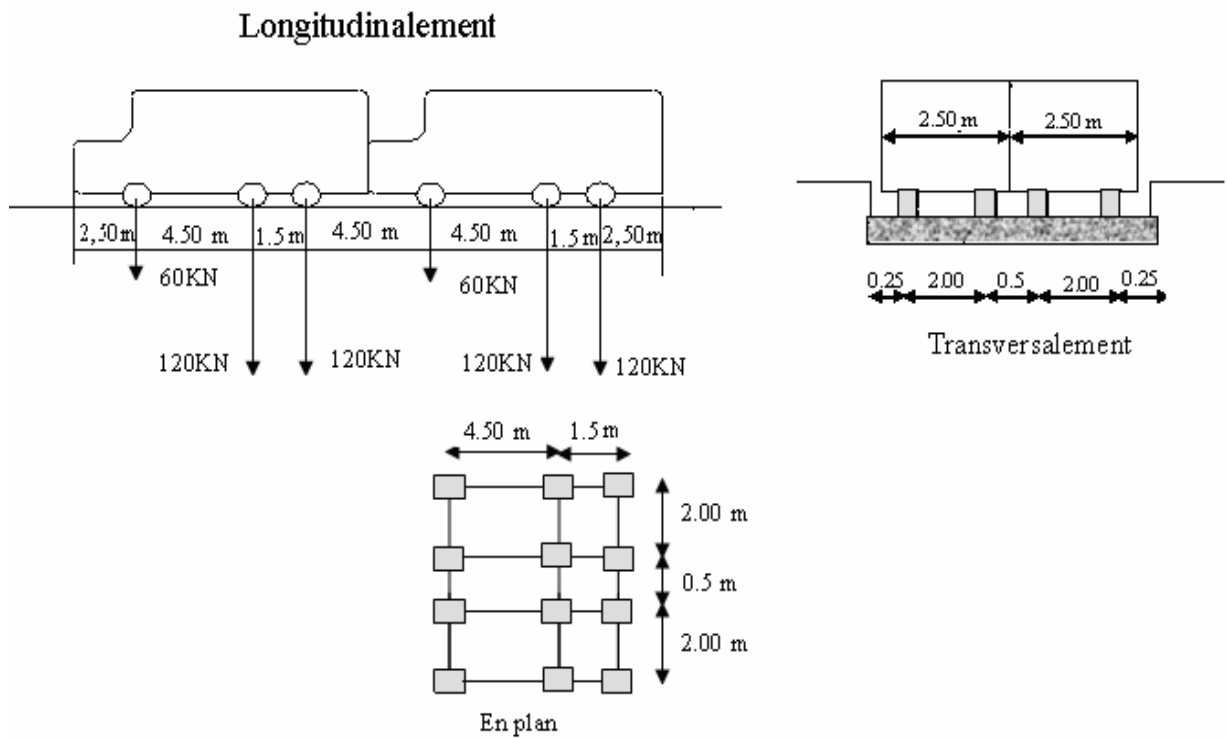 Longitudinalement
2.50 m 2.50 m
2,50m 4.50 m 1.5m 4.50 m 4.50 m 1.5m 2,50m
60KN 60KN
120KN 120KN 120KN 120KN
0.25 2.00 0.5 2.00 0.25
Transversalement
4.50 m 1.5 m
2.00 m
0.5 m
2.00 m
En plan